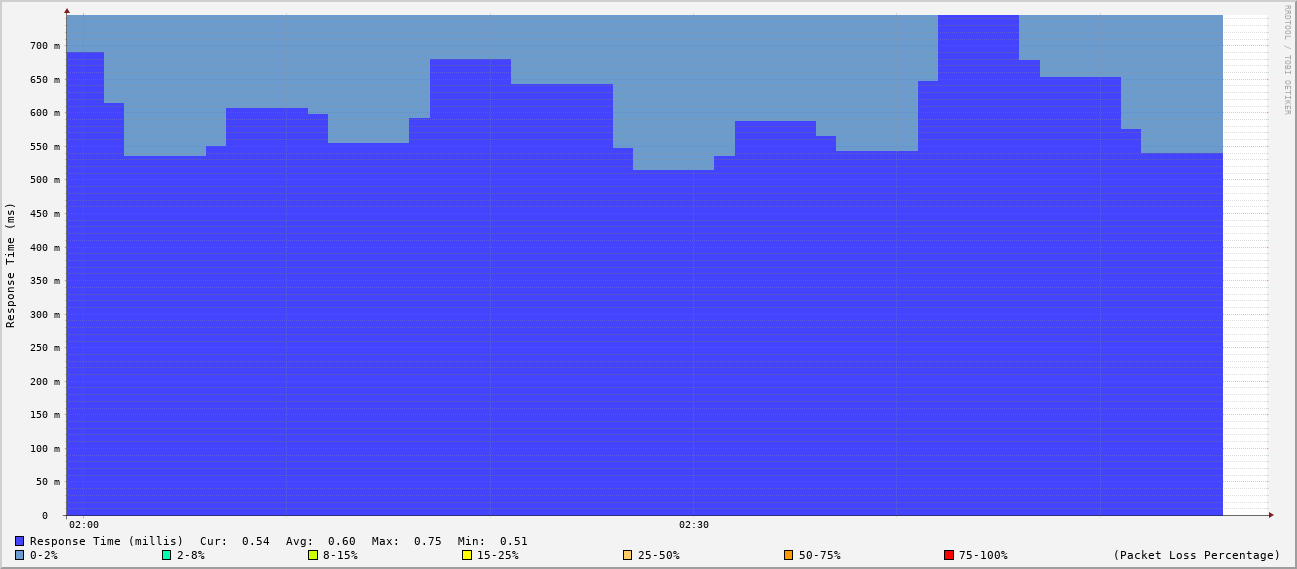 RRDTOOL / TOBI OETIKER
Response Time (ms)
700 m
650 m
600 m
550 m
500 m
450 m
400 m
350 m
300 m
250 m
200 m
150 m
100 m
50 m
0
02:00 02:30
Response Time (millis) Cur: 0.54 Avg: 0.60 Max: 0.75 Min: 0.51
0-2% 2-8% 8-15% 15-25% 25-50% 50-75% 75-100% (Packet Loss Percentage)